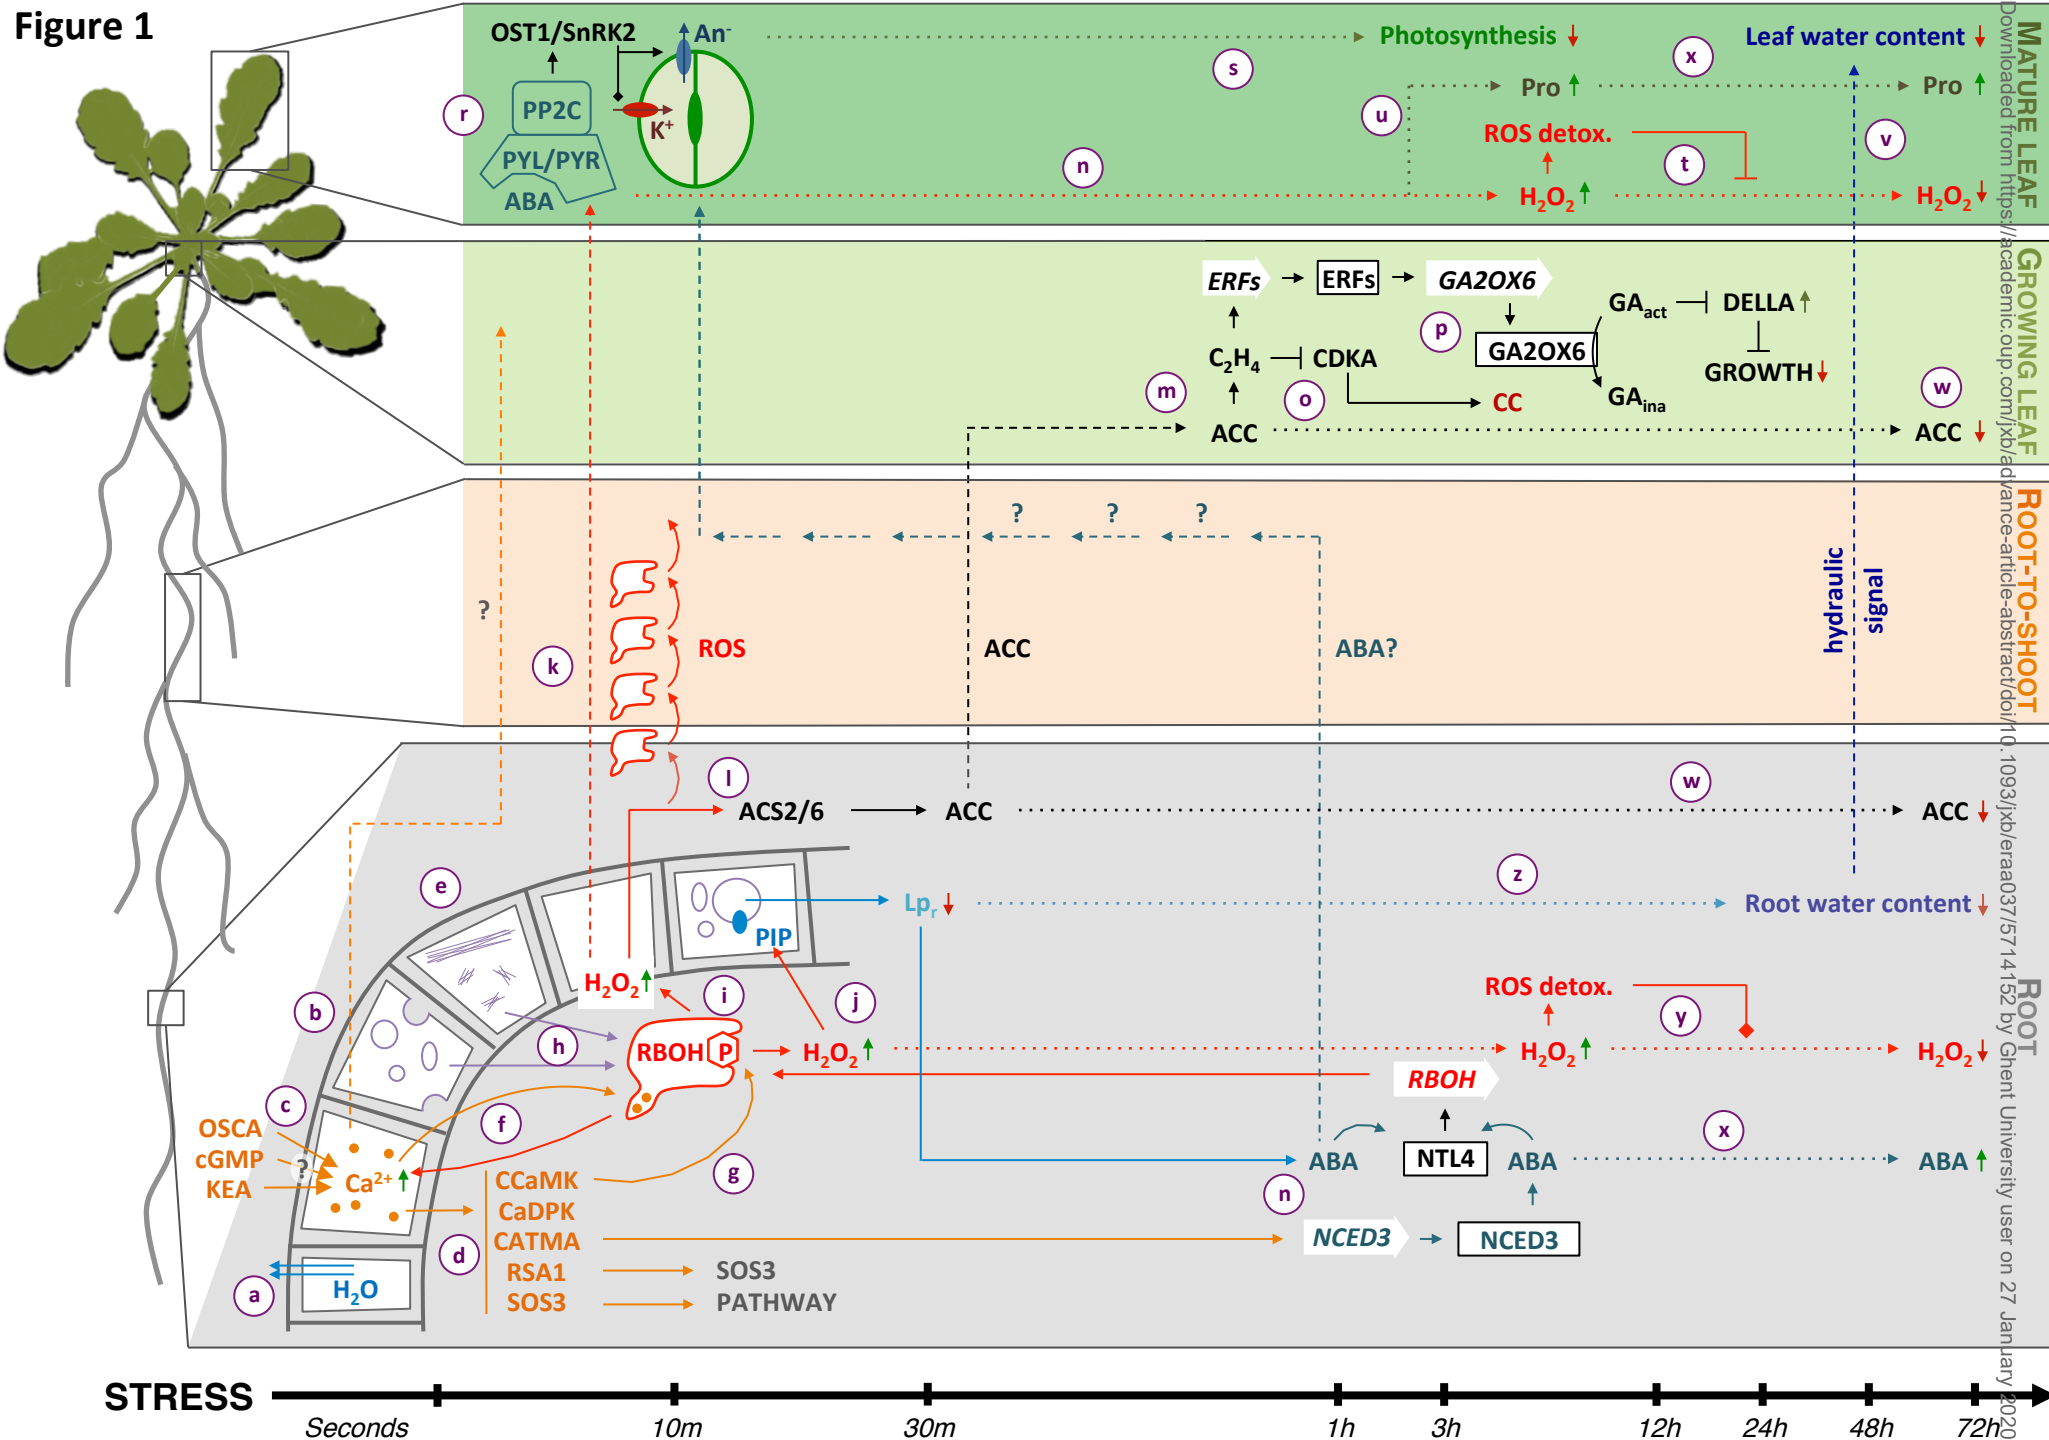 Figure 1
OST1/SnRK2
An⁻
Photosynthesis
Leaf water content
s
x
r
PP2C
K⁺
Pro
Pro
u
ROS detox.
v
PYL/PYR
n
t
ABA
H₂O₂
H₂O₂
MATURE LEAF
ERFs
ERFs
GA2OX6
GA_act
DELLA
p
C₂H₄
CDKA
GA2OX6
GROWTH
m
o
CC
GA_ina
w
ACC
ACC
GROWING LEAF
?
?
?
?
k
ROS
ACC
ABA?
hydraulic
signal
ROOT-TO-SHOOT
l
w
ACS2/6
ACC
ACC
e
z
Lp_r
Root water content
PIP
H₂O₂
i
j
ROS detox.
b
y
h
RBOH
P
H₂O₂
H₂O₂
H₂O₂
RBOH
c
OSCA
f
x
cGMP
?
ABA
NTL4
ABA
ABA
KEA
Ca²⁺
CCaMK
g
n
CaDPK
CATMA
NCED3
NCED3
d
RSA1
SOS3
a
H₂O
SOS3
PATHWAY
ROOT
STRESS
Seconds
10m
30m
1h
3h
12h
24h
48h
72h
Downloaded from https://academic.oup.com/jxb/advance-article-abstract/doi/10.1093/jxb/eraa037/5714152 by Ghent University user on 27 January 2020